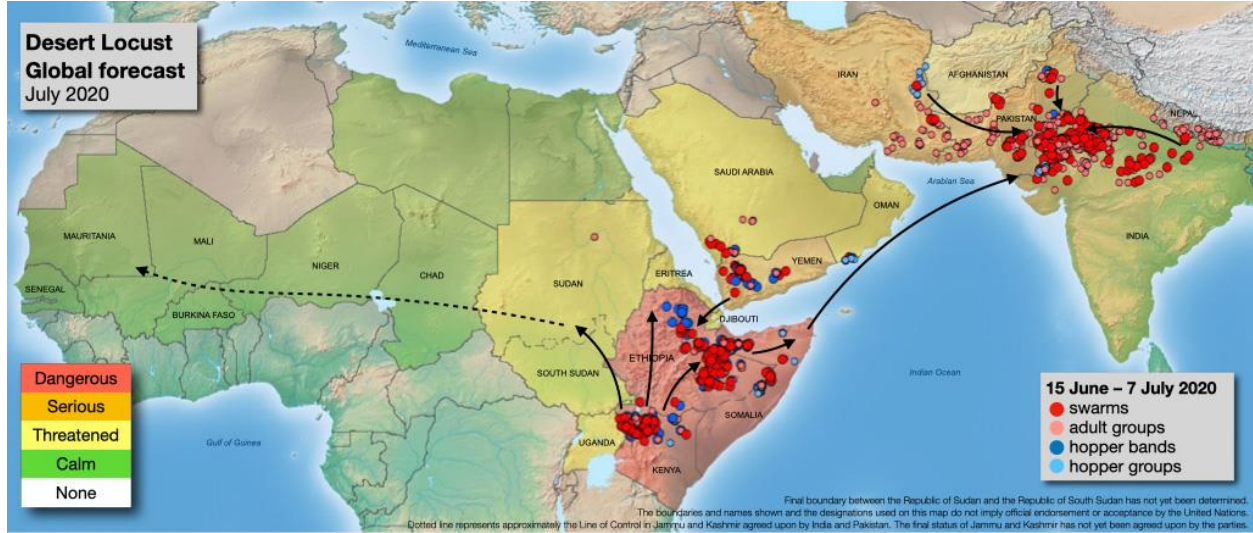 Desert Locust
Global forecast
July 2020
Mediterranean Sea
IRAN
AFGHANISTAN
PAKISTAN
NEPAL
SAUDI ARABIA
Arabian Sea
OMAN
INDIA
MAURITANIA
MALI
NIGER
CHAD
SUDAN
ERITREA
YEMEN
SENEGAL
BURKINA FASO
DJIBOUTI
ETHIOPIA
SOUTH SUDAN
Indian Ocean
SOMALIA
UGANDA
KENYA
Gulf of Guinea
Dangerous
Serious
Threatened
Calm
None
15 June – 7 July 2020
swarms
adult groups
hopper bands
hopper groups
Final boundary between the Republic of Sudan and the Republic of South Sudan has not yet been determined.
The boundaries and names shown and the designations used on this map do not imply official endorsement or acceptance by the United Nations.
Dotted line represents approximately the Line of Control in Jammu and Kashmir agreed upon by India and Pakistan. The final status of Jammu and Kashmir has not yet been agreed upon by the parties.